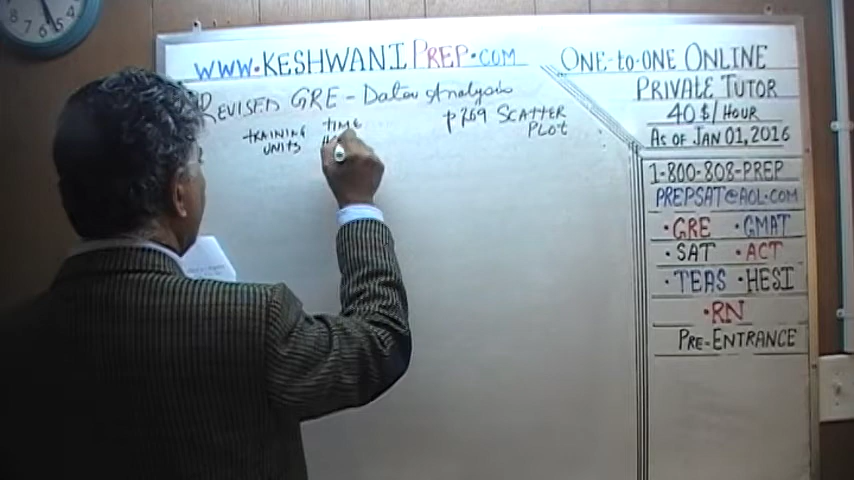 WWW.KESHWANIPREP.COM
REVISED GRE - Data Analysis
TRAINING UNITS
TIME
p269 SCATTER PLOT
ONE-to-ONE ONLINE
PRIVATE TUTOR
40$/HOUR
AS OF JAN 01, 2016
1-800-808-PREP
PREPSAT@AOL.COM
•GRE •GMAT
•SAT •ACT
•TEAS •HESI
•RN
PRE-ENTRANCE